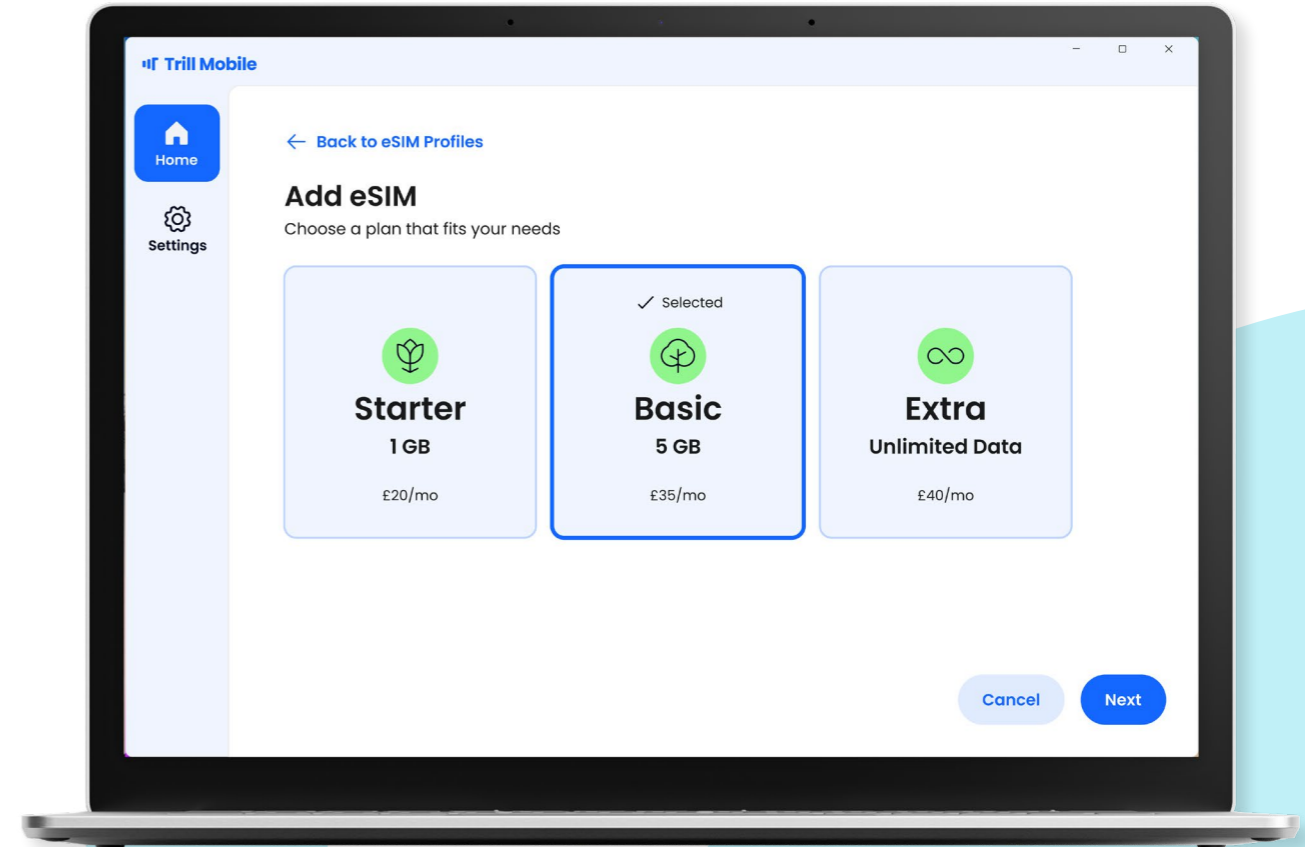 Trill Mobile
Home
Settings
Back to eSIM Profiles
Add eSIM
Choose a plan that fits your needs
Starter
1 GB
£20/mo
Selected
Basic
5 GB
£35/mo
Extra
Unlimited Data
£40/mo
Cancel
Next